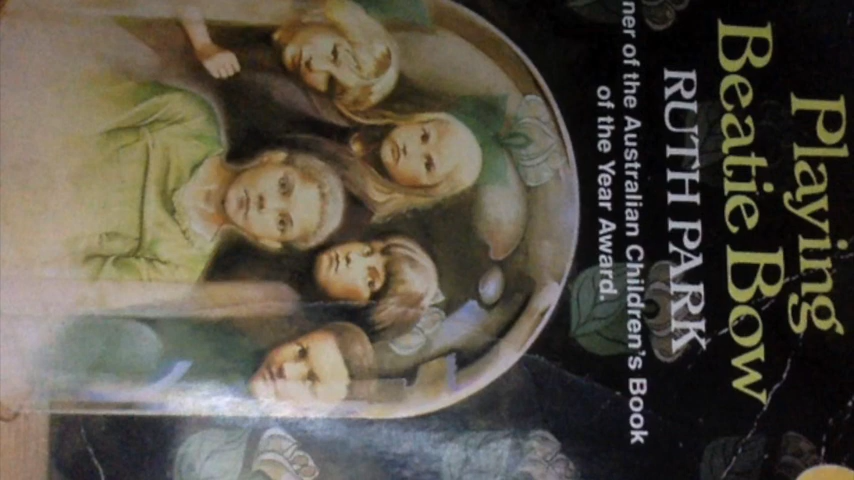 Playing
Beatie Bow
RUTH PARK
ner of the Australian Children's Book
of the Year Award.